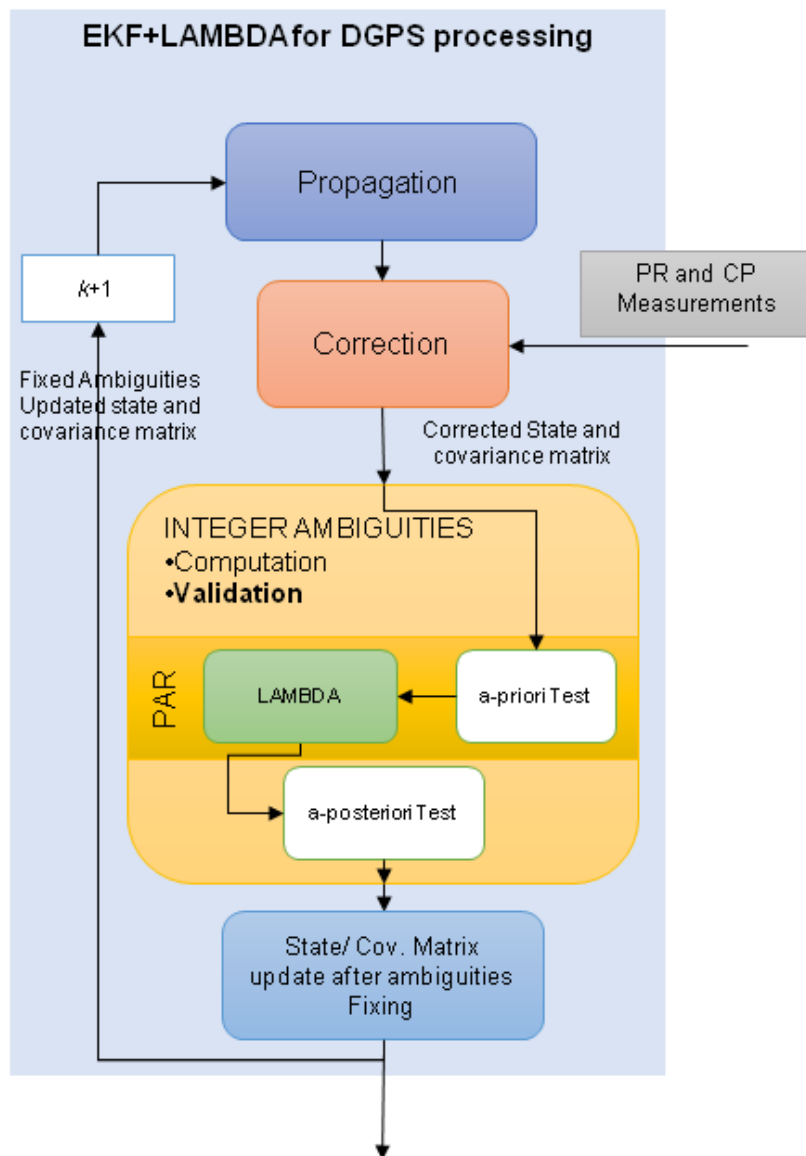 EKF+LAMBDA for DGPS processing
Propagation
k+1
PR and CP
Measurements
Correction
Fixed Ambiguities
Updated state and
covariance matrix
Corrected State and
covariance matrix
INTEGER AMBIGUITIES
•Computation
•Validation
PAR
LAMBDA
a-priori Test
a-posteriori Test
State/ Cov. Matrix
update after ambiguities
Fixing